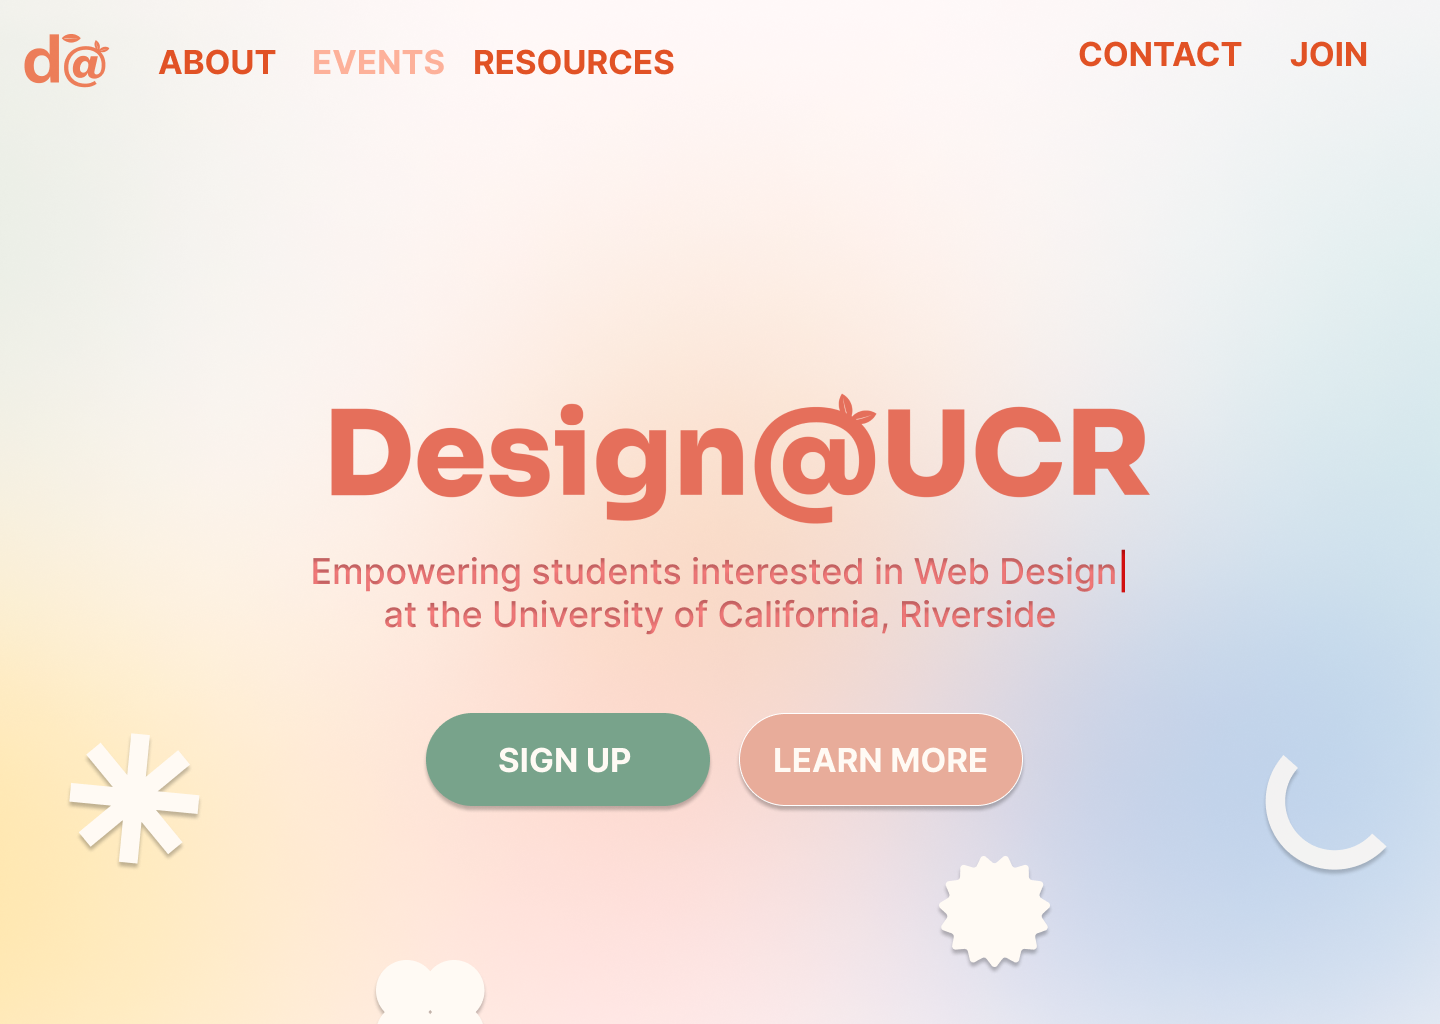 d@
ABOUT EVENTS RESOURCES CONTACT JOIN
Design@UCR
Empowering students interested in Web Design
at the University of California, Riverside
SIGN UP LEARN MORE